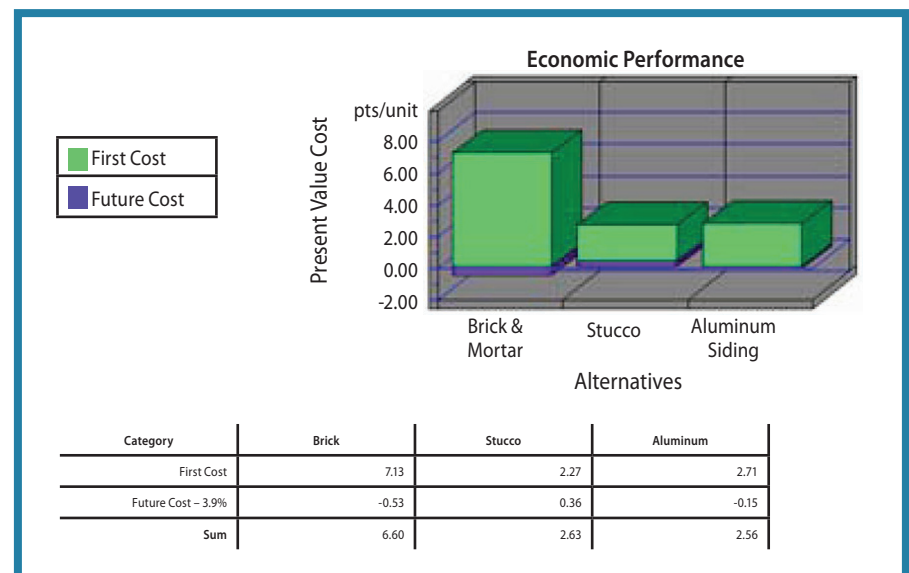 Economic Performance
First Cost
Future Cost
Present Value Cost
pts/unit
8.00
6.00
4.00
2.00
0.00
-2.00
Brick &
Mortar
Stucco
Aluminum
Siding
Alternatives
Category Brick Stucco Aluminum
First Cost 7.13 2.27 2.71
Future Cost – 3.9% -0.53 0.36 -0.15
Sum 6.60 2.63 2.56